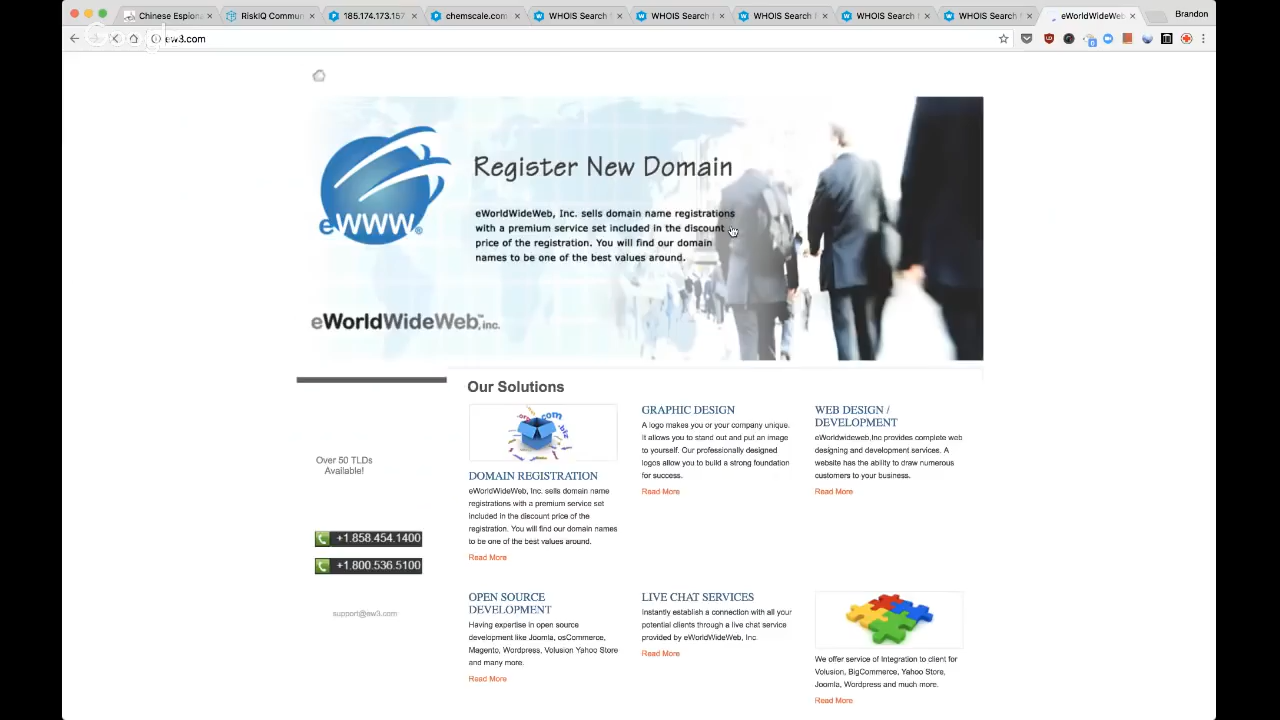 Chinese Espion
RiskIQ Commun
185.174.173.157
chemscale.com
WHOIS Search
WHOIS Search
WHOIS Search
WHOIS Search
WHOIS Search
eWorldWideWeb
Brandon
ew3.com
eWWW
Register New Domain
eWorldWideWeb, Inc. sells domain name registrations
with a premium service set included in the discount
price of the registration. You will find our domain
names to be one of the best values around.
eWorldWideWeb, inc.
Our Solutions
Over 50 TLDs
Available!
+1.858.454.1400
+1.800.536.5100
support@ew3.com
.com
.biz
DOMAIN REGISTRATION
eWorldWideWeb, Inc. sells domain name
registrations with a premium service set
included in the discount price of the
registration. You will find our domain names
to be one of the best values around.
Read More
GRAPHIC DESIGN
A logo makes you or your company unique.
It allows you to stand out and put an image
to yourself. Our professionally designed
logos allow you to build a strong foundation
for success.
Read More
WEB DESIGN /
DEVELOPMENT
eWorldwideweb,Inc provides complete web
designing and development services. A
website has the ability to draw numerous
customers to your business.
Read More
OPEN SOURCE
DEVELOPMENT
Having expertise in open source
development like Joomla, osCommerce,
Magento, Wordpress, Volusion Yahoo Store
and many more.
Read More
LIVE CHAT SERVICES
Instantly establish a connection with all your
potential clients through a live chat service
provided by eWorldWideWeb, Inc.
Read More
We offer service of Integration to client for
Volusion, BigCommerce, Yahoo Store,
Joomla, Wordpress and much more.
Read More